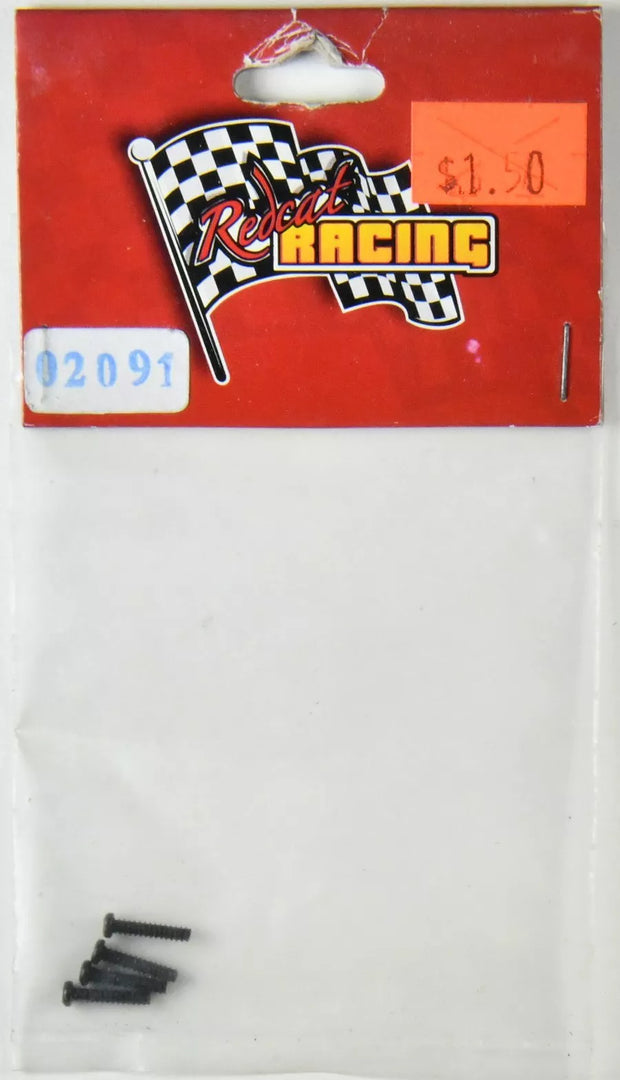 $1.50
Redcat
RACING
02091